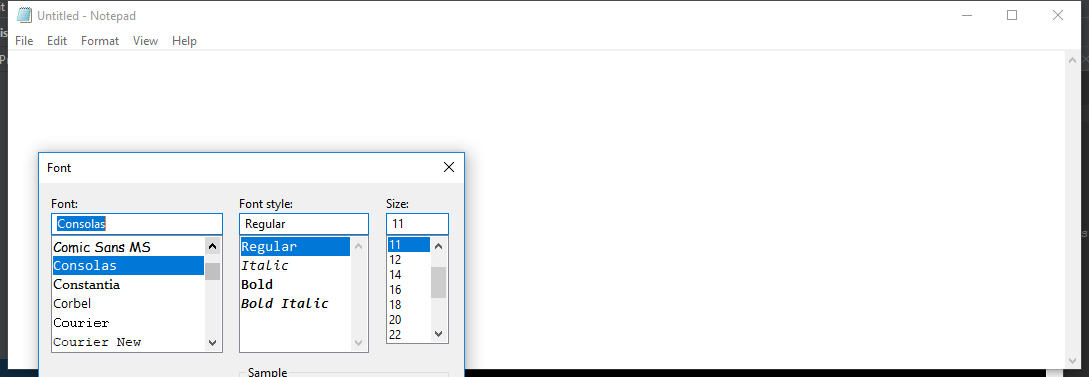 Untitled - Notepad
File Edit Format View Help
Font
Font: Font style: Size:
Consolas Regular 11
Comic Sans MS Regular 11
Consolas Italic 12
Constantia Bold 14
Corbel Bold Italic 16
Courier 18
Courier New 20
22
Sample